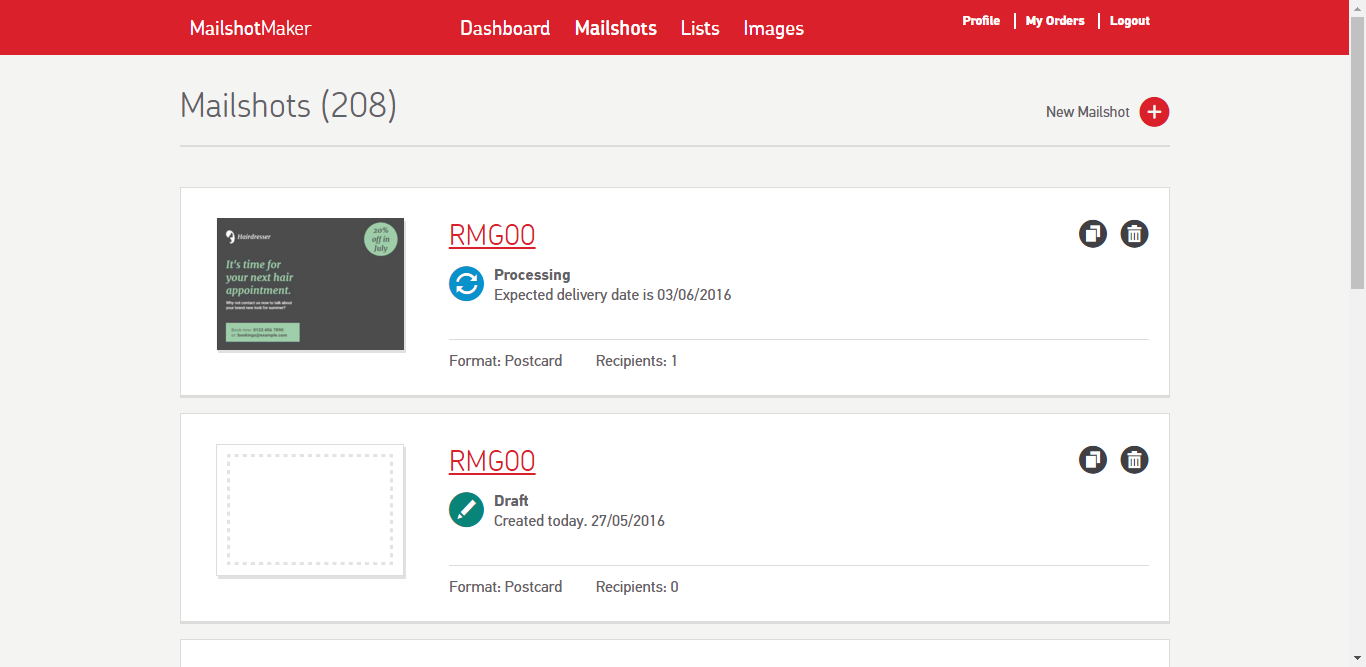 MailshotMaker
Dashboard Mailshots Lists Images
Profile My Orders Logout
Mailshots (208)
New Mailshot
Hairdresser
20%
off in
July
It's time for
your next hair
appointment.
Why not contact us now to talk about
your brand new look for summer?
Book now: 0123 456 7890
or: bookings@example.com
RMG00
Processing
Expected delivery date is 03/06/2016
Format: Postcard Recipients: 1
RMG00
Draft
Created today. 27/05/2016
Format: Postcard Recipients: 0